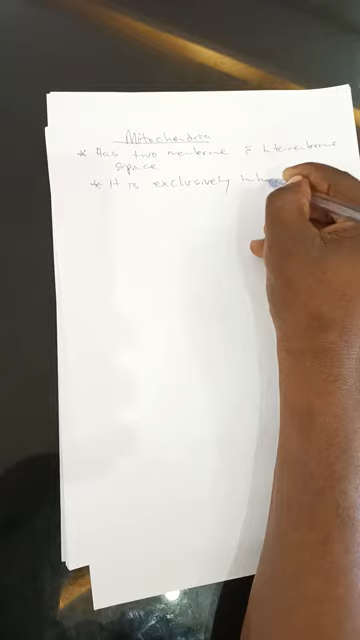 Mitochondria
* Has two membrane & intermembrane
space
* It is exclusively